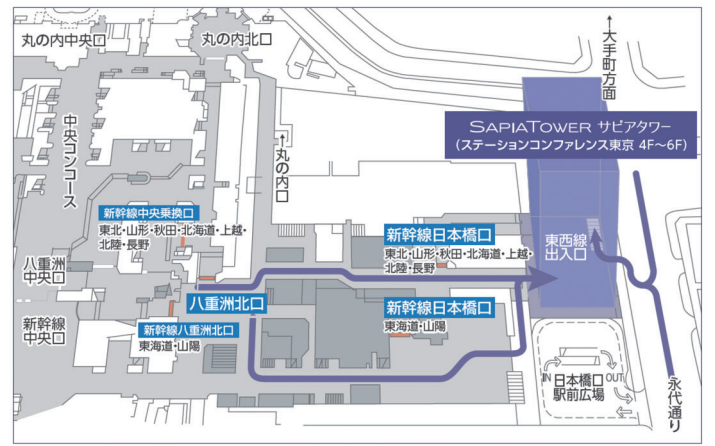 丸の内中央口
丸の内北口
↑大手町方面
SAPIATOWER サピアタワー
(ステーションコンファレンス東京 4F～6F)
中央コンコース
↑丸の内口
新幹線中央乗換口
東北・山形・秋田・北海道・上越・
北陸・長野
新幹線日本橋口
東北・山形・秋田・北海道・上越・
北陸・長野
東西線
出入口
八重洲
中央口
八重洲北口
新幹線日本橋口
東海道・山陽
新幹線
中央口
新幹線八重洲北口
東海道・山陽
IN
日本橋口
駅前広場
OUT
永代通り